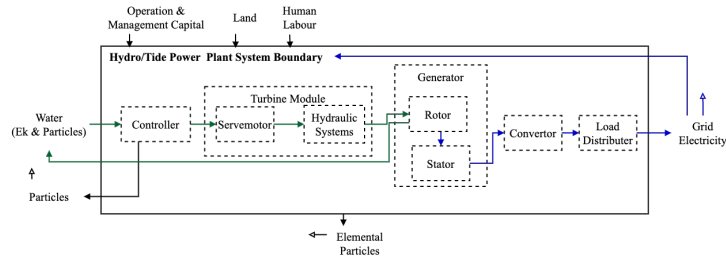 Operation &
Management Capital
Land
Human
Labour
Hydro/Tide Power Plant System Boundary
Generator
Turbine Module
Water
(Ek & Particles)
Controller
Servemotor
Hydraulic
Systems
Rotor
Stator
Convertor
Load
Distributer
Grid
Electricity
Particles
Elemental
Particles